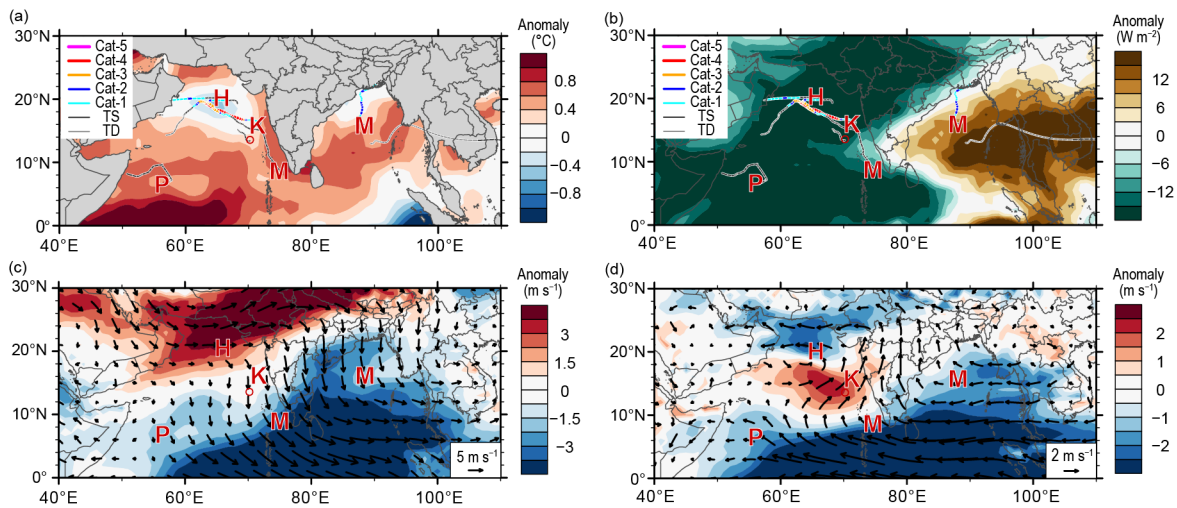 (a)
Anomaly
(°C)
30°N
20°N
10°N
0°
40°E
60°E
80°E
100°E
Cat-5
Cat-4
Cat-3
Cat-2
Cat-1
TS
TD
H
K
M
M
P
0.8
0.4
0
−0.4
−0.8
(b)
Anomaly
(W m⁻²)
30°N
20°N
10°N
0°
40°E
60°E
80°E
100°E
Cat-5
Cat-4
Cat-3
Cat-2
Cat-1
TS
TD
H
K
M
M
P
12
6
0
−6
−12
(c)
Anomaly
(m s⁻¹)
30°N
20°N
10°N
0°
40°E
60°E
80°E
100°E
H
K
M
M
P
5 m s⁻¹
3
1.5
0
−1.5
−3
(d)
Anomaly
(m s⁻¹)
30°N
20°N
10°N
0°
40°E
60°E
80°E
100°E
H
K
M
M
P
2 m s⁻¹
2
1
0
−1
−2